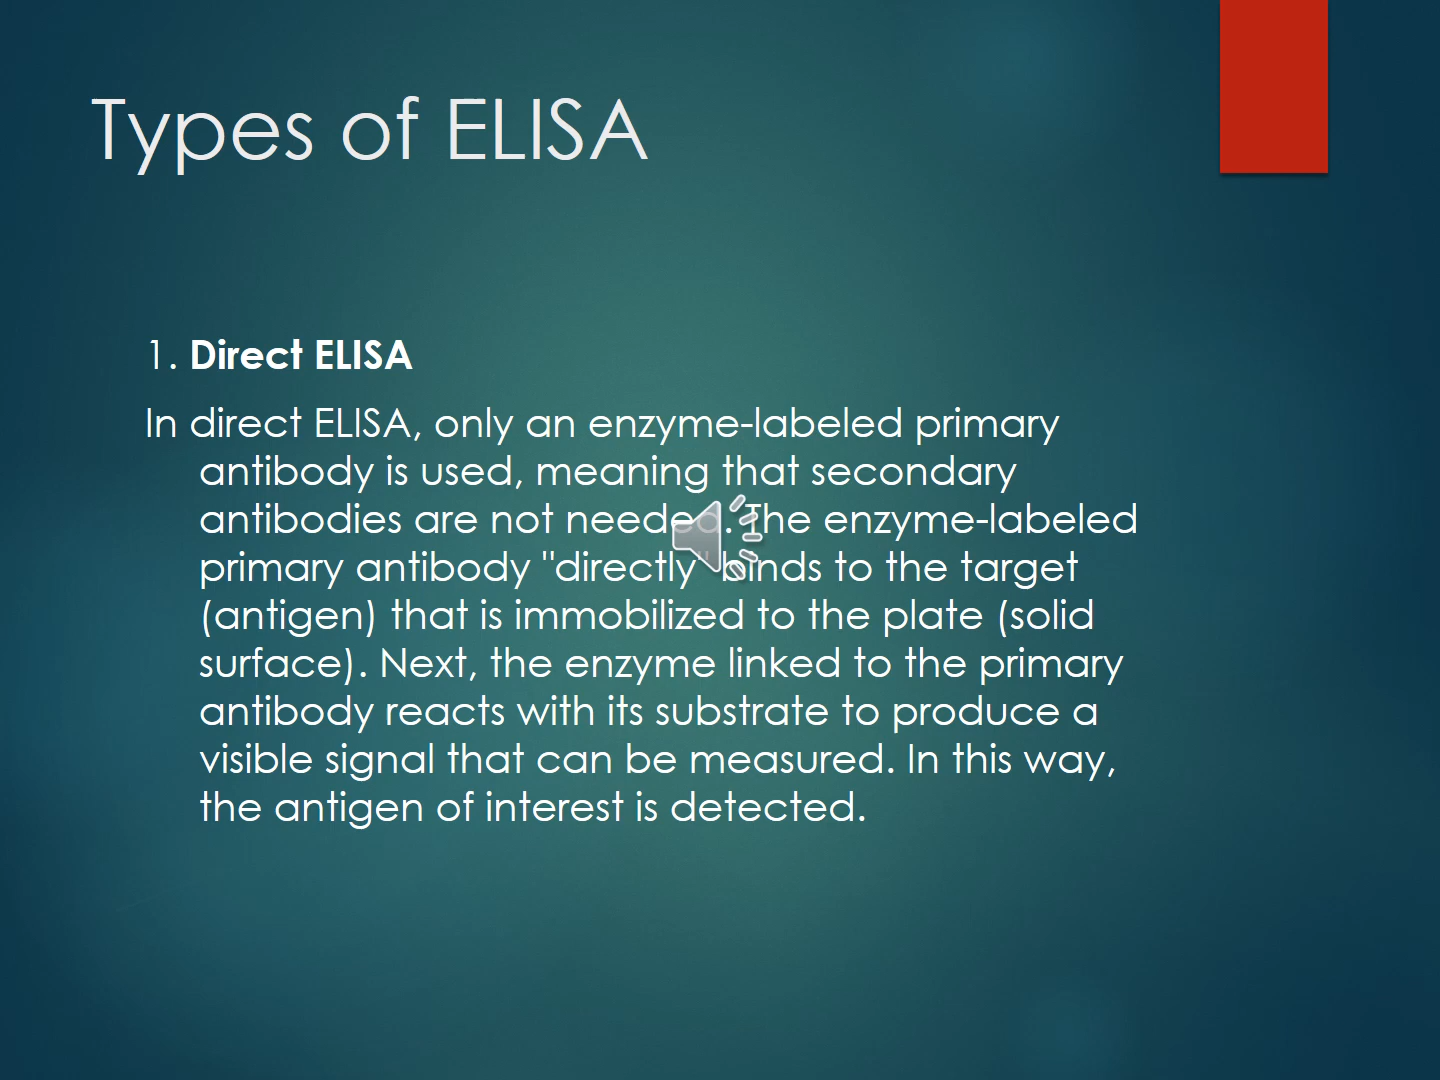 Types of ELISA
1. Direct ELISA
In direct ELISA, only an enzyme-labeled primary
antibody is used, meaning that secondary
antibodies are not needed. The enzyme-labeled
primary antibody "directly" binds to the target
(antigen) that is immobilized to the plate (solid
surface). Next, the enzyme linked to the primary
antibody reacts with its substrate to produce a
visible signal that can be measured. In this way,
the antigen of interest is detected.